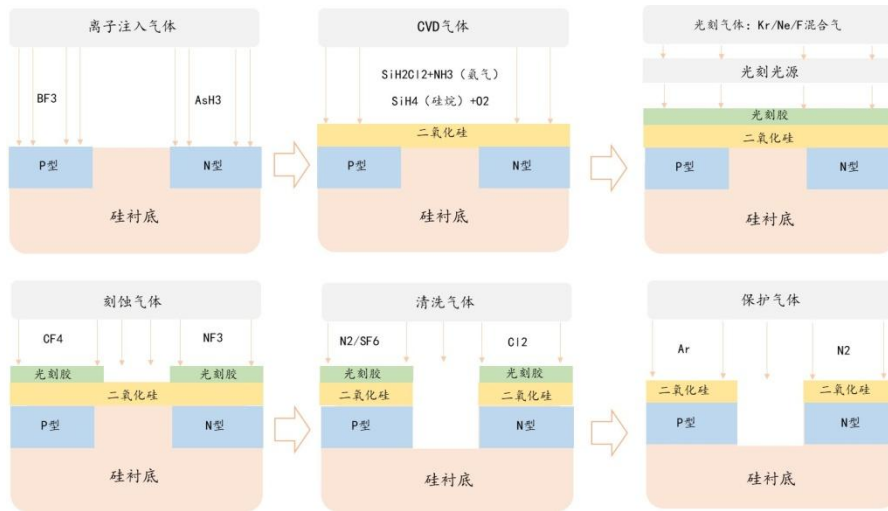 离子注入气体
BF3
AsH3
P型
N型
硅衬底
CVD气体
SiH2Cl2+NH3（氨气）
SiH4（硅烷）+O2
二氧化硅
P型
N型
硅衬底
光刻气体：Kr/Ne/F混合气
光刻光源
光刻胶
二氧化硅
P型
N型
硅衬底
刻蚀气体
CF4
NF3
光刻胶
光刻胶
二氧化硅
P型
N型
硅衬底
清洗气体
N2/SF6
Cl2
光刻胶
光刻胶
二氧化硅
二氧化硅
P型
N型
硅衬底
保护气体
Ar
N2
二氧化硅
二氧化硅
P型
N型
硅衬底